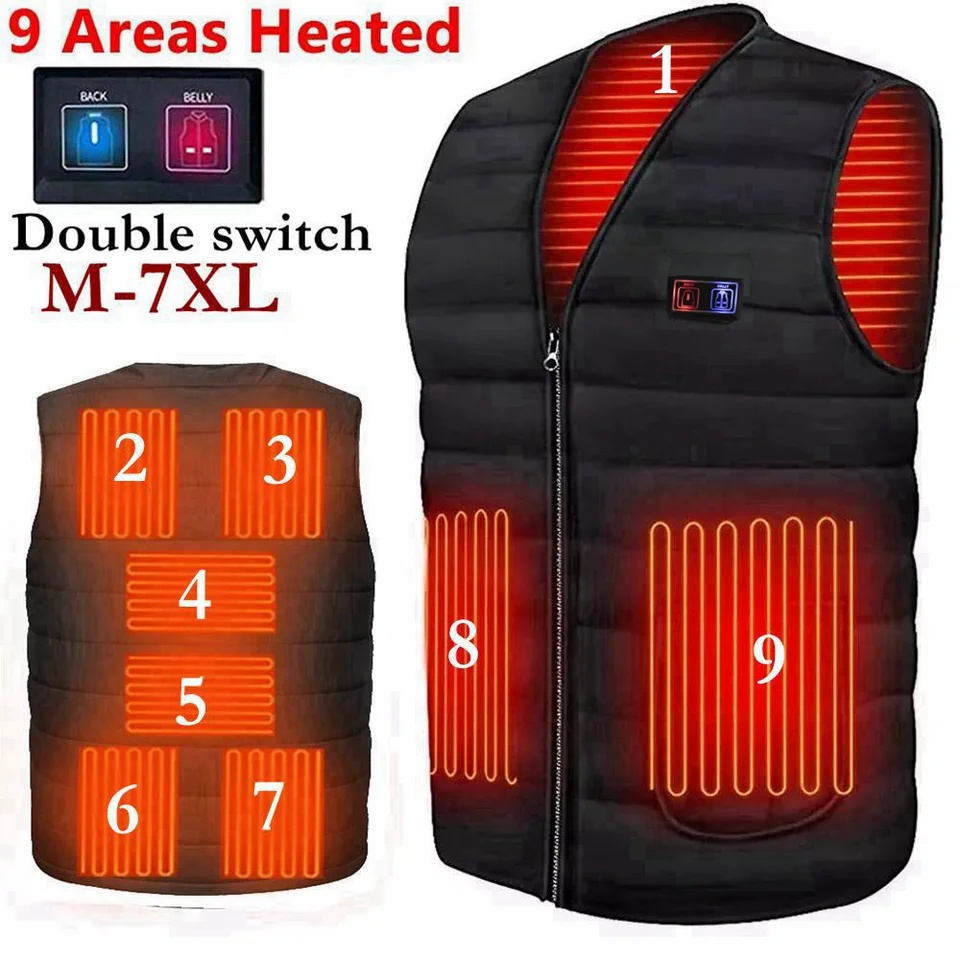 9 Areas Heated
BACK BELLY
Double switch
M-7XL
1
2 3
4
5
6 7
8 9